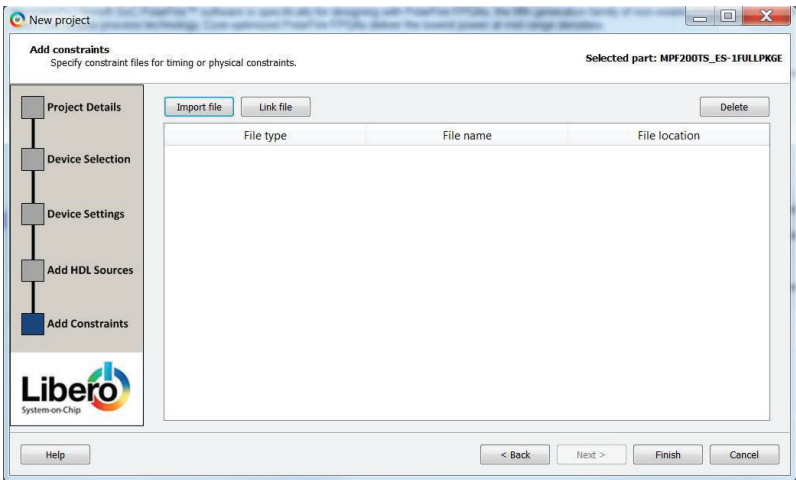 New project
Add constraints
Specify constraint files for timing or physical constraints.
Selected part: MPF200TS_ES-1FULLPKGE
Project Details
Device Selection
Device Settings
Add HDL Sources
Add Constraints
Libero
System-on-Chip
Import file
Link file
Delete
File type
File name
File location
Help
< Back
Next >
Finish
Cancel